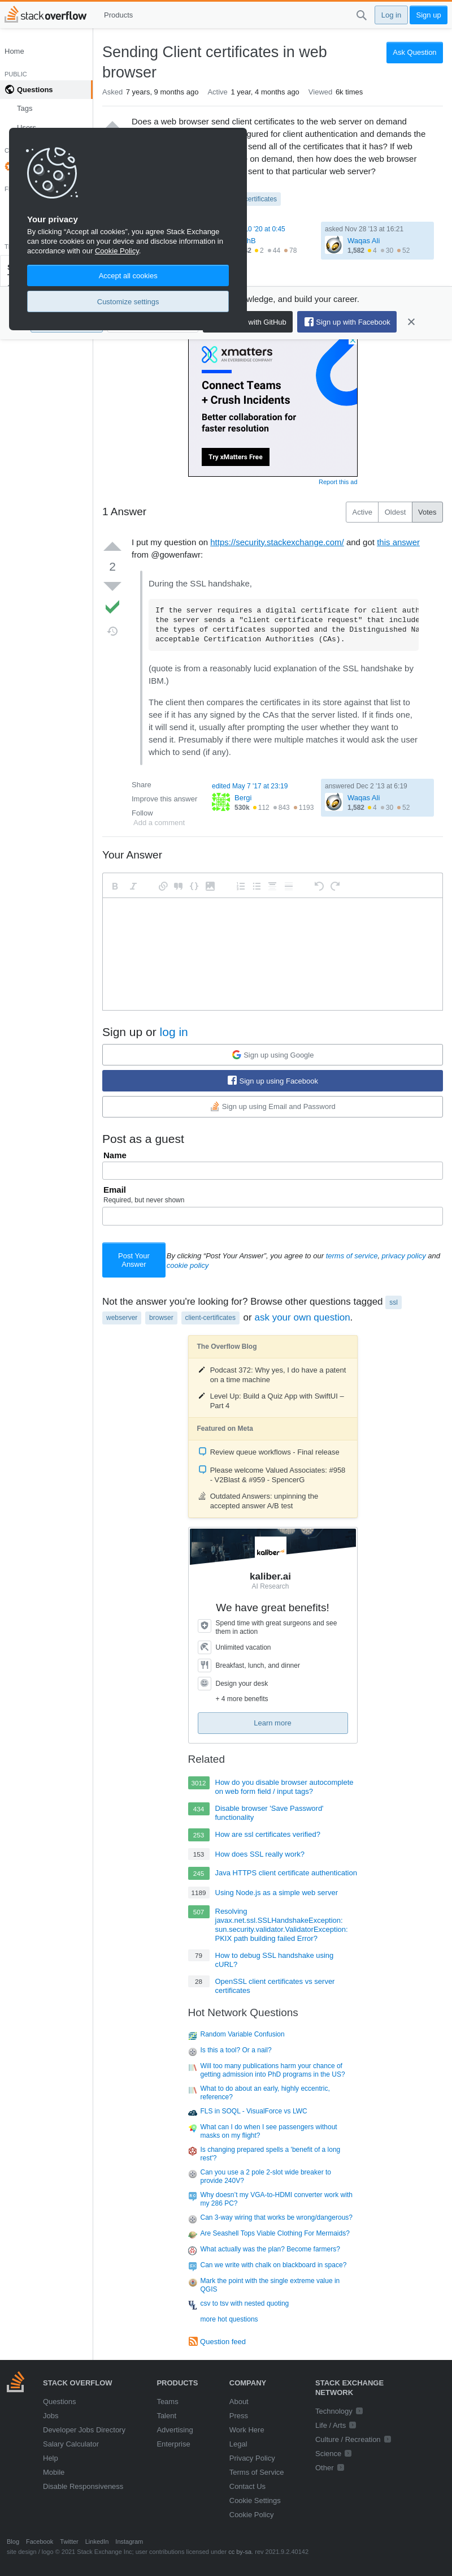 stackoverflow
Products
Log in
Sign up
Home
PUBLIC
Questions
Tags
Users
Sending Client certificates in web
browser
Ask Question
Asked 7 years, 9 months ago Active 1 year, 4 months ago Viewed 6k times
Does a web browser send client certificates to the web server on demand
gured for client authentication and demands the
send all of the certificates that it has? If web
on demand, then how does the web browser
sent to that particular server?
certificates
10 '20 at 0:45
2 44 78
asked Nov 28 '13 at 16:21
Waqas Ali
1,582 4 30 52
Your privacy
By clicking “Accept all cookies”, you agree Stack Exchange
can store cookies on your device and disclose information in
accordance with our Cookie Policy.
Accept all cookies
Customize settings
wledge, and build your career.
with GitHub
Sign up with Facebook
xmatters
AN EVERBRIDGE COMPANY
Connect Teams
+ Crush Incidents
Better collaboration for
faster resolution
Try xMatters Free
Report this ad
1 Answer
Active
Oldest
Votes
I put my question on https://security.stackexchange.com/ and got this answer
from @gowenfawr:
2
During the SSL handshake,
If the server requires a digital certificate for client auth
the server sends a "client certificate request" that include
the types of certificates supported and the Distinguished Na
acceptable Certification Authorities (CAs).
(quote is from a reasonably lucid explanation of the SSL handshake by
IBM.)
The client then compares the certificates in its store against that list to
see if it has any signed by the CAs that the server listed. If it finds one,
it will send it, usually after prompting the user whether they want to
send it. Presumably if there were multiple matches it would ask the user
which to send (if any).
Share
Improve this answer
Follow
edited May 7 '17 at 23:19
Bergi
530k 112 843 1193
answered Dec 2 '13 at 6:19
Waqas Ali
1,582 4 30 52
Add a comment
Your Answer
Sign up or log in
Sign up using Google
Sign up using Facebook
Sign up using Email and Password
Post as a guest
Name
Email
Required, but never shown
Post Your
Answer
By clicking “Post Your Answer”, you agree to our terms of service, privacy policy and
cookie policy
Not the answer you're looking for? Browse other questions tagged ssl
webserver browser client-certificates or ask your own question.
The Overflow Blog
Podcast 372: Why yes, I do have a patent
on a time machine
Level Up: Build a Quiz App with SwiftUI –
Part 4
Featured on Meta
Review queue workflows - Final release
Please welcome Valued Associates: #958
- V2Blast & #959 - SpencerG
Outdated Answers: unpinning the
accepted answer A/B test
kaliber
kaliber.ai
AI Research
We have great benefits!
Spend time with great surgeons and see
them in action
Unlimited vacation
Breakfast, lunch, and dinner
Design your desk
+ 4 more benefits
Learn more
Related
3012 How do you disable browser autocomplete
on web form field / input tags?
434 Disable browser 'Save Password'
functionality
253 How are ssl certificates verified?
153 How does SSL really work?
245 Java HTTPS client certificate authentication
1189 Using Node.js as a simple web server
507 Resolving
javax.net.ssl.SSLHandshakeException:
sun.security.validator.ValidatorException:
PKIX path building failed Error?
79 How to debug SSL handshake using
cURL?
28 OpenSSL client certificates vs server
certificates
Hot Network Questions
Random Variable Confusion
Is this a tool? Or a nail?
Will too many publications harm your chance of
getting admission into PhD programs in the US?
What to do about an early, highly eccentric,
reference?
FLS in SOQL - VisualForce vs LWC
What can I do when I see passengers without
masks on my flight?
Is changing prepared spells a 'benefit of a long
rest'?
Can you use a 2 pole 2-slot wide breaker to
provide 240V?
Why doesn't my VGA-to-HDMI converter work with
my 286 PC?
Can 3-way wiring that works be wrong/dangerous?
Are Seashell Tops Viable Clothing For Mermaids?
What actually was the plan? Become farmers?
Can we write with chalk on blackboard in space?
Mark the point with the single extreme value in
QGIS
csv to tsv with nested quoting
more hot questions
Question feed
STACK OVERFLOW
Questions
Jobs
Developer Jobs Directory
Salary Calculator
Help
Mobile
Disable Responsiveness
PRODUCTS
Teams
Talent
Advertising
Enterprise
COMPANY
About
Press
Work Here
Legal
Privacy Policy
Terms of Service
Contact Us
Cookie Settings
Cookie Policy
STACK EXCHANGE
NETWORK
Technology
Life / Arts
Culture / Recreation
Science
Other
Blog Facebook Twitter LinkedIn Instagram
site design / logo © 2021 Stack Exchange Inc; user contributions licensed under cc by-sa. rev 2021.9.2.40142